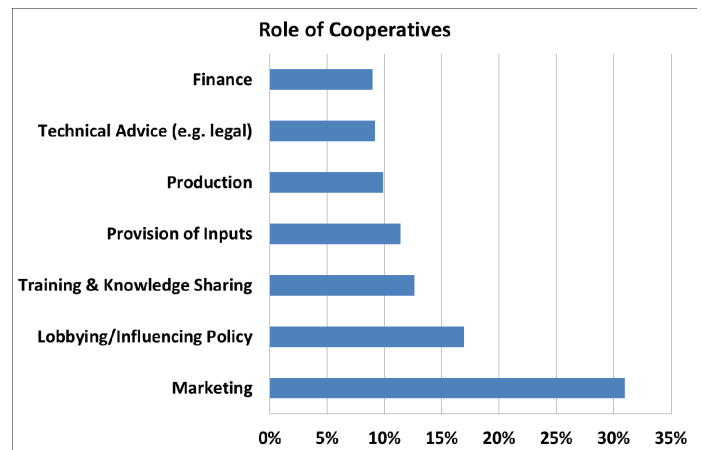 Role of Cooperatives
Finance
Technical Advice (e.g. legal)
Production
Provision of Inputs
Training & Knowledge Sharing
Lobbying/Influencing Policy
Marketing
0% 5% 10% 15% 20% 25% 30% 35%